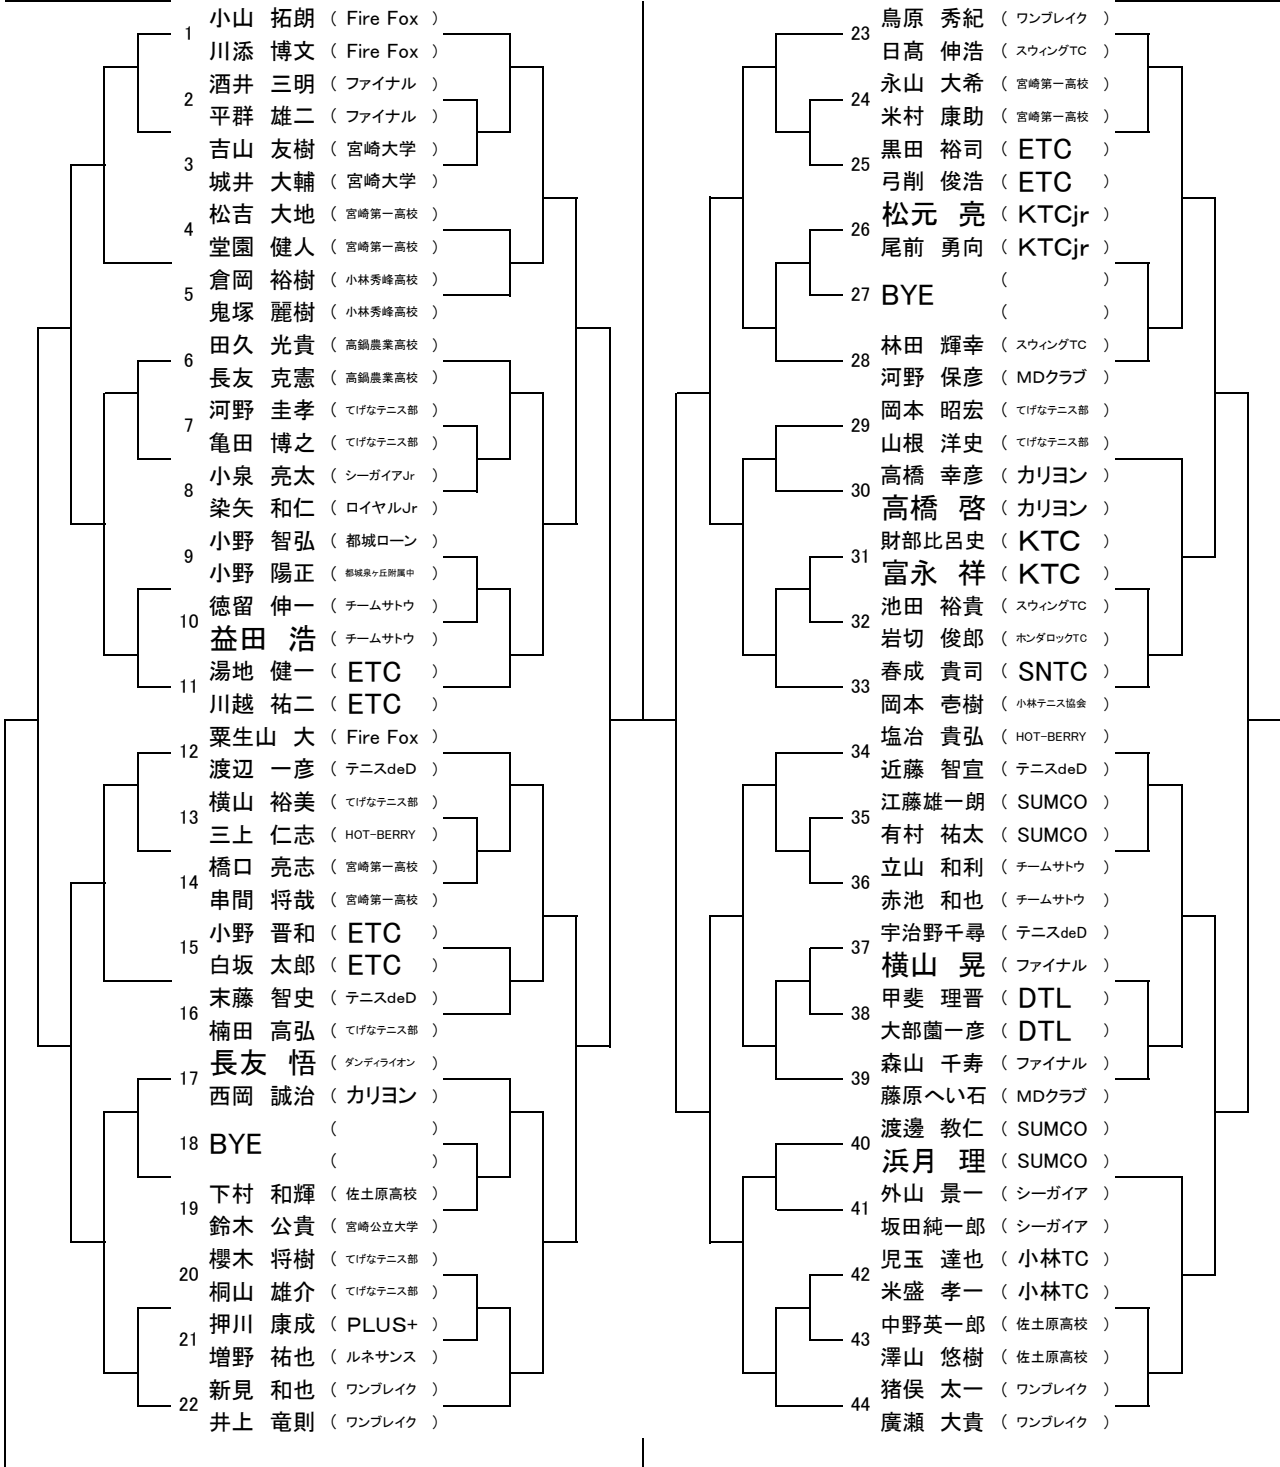 1 小山 拓朗 ( Fire Fox )
川添 博文 ( Fire Fox )
2 酒井 三明 ( ファイナル )
平群 雄二 ( ファイナル )
3 吉山 友樹 ( 宮崎大学 )
城井 大輔 ( 宮崎大学 )
4 松吉 大地 ( 宮崎第一高校 )
堂園 健人 ( 宮崎第一高校 )
5 倉岡 裕樹 ( 小林秀峰高校 )
鬼塚 麗樹 ( 小林秀峰高校 )
6 田久 光貴 ( 高鍋農業高校 )
長友 克憲 ( 高鍋農業高校 )
7 河野 圭孝 ( てげなテニス部 )
亀田 博之 ( てげなテニス部 )
8 小泉 亮太 ( シーガイアJr )
染矢 和仁 ( ロイヤルJr )
9 小野 智弘 ( 都城ローン )
小野 陽正 ( 都城泉ヶ丘附属中 )
10 徳留 伸一 ( チームサトウ )
益田 浩 ( チームサトウ )
11 湯地 健一 ( ETC )
川越 祐二 ( ETC )
12 粟生山 大 ( Fire Fox )
渡辺 一彦 ( テニスdeD )
13 横山 裕美 ( てげなテニス部 )
三上 仁志 ( HOT-BERRY )
14 橋口 亮志 ( 宮崎第一高校 )
串間 将哉 ( 宮崎第一高校 )
15 小野 晋和 ( ETC )
白坂 太郎 ( ETC )
16 末藤 智史 ( テニスdeD )
楠田 高弘 ( てげなテニス部 )
17 長友 悟 ( ダンディライオン )
西岡 誠治 ( カリヨン )
18 BYE ( )
( )
19 下村 和輝 ( 佐土原高校 )
鈴木 公貴 ( 宮崎公立大学 )
20 櫻木 将樹 ( てげなテニス部 )
桐山 雄介 ( てげなテニス部 )
21 押川 康成 ( PLUS+ )
増野 祐也 ( ルネサンス )
22 新見 和也 ( ワンブレイク )
井上 竜則 ( ワンブレイク )
23 鳥原 秀紀 ( ワンブレイク )
日髙 伸浩 ( スウィングTC )
24 永山 大希 ( 宮崎第一高校 )
米村 康助 ( 宮崎第一高校 )
25 黒田 裕司 ( ETC )
弓削 俊浩 ( ETC )
26 松元 亮 ( KTCjr )
尾前 勇向 ( KTCjr )
27 BYE ( )
( )
28 林田 輝幸 ( スウィングTC )
河野 保彦 ( MDクラブ )
29 岡本 昭宏 ( てげなテニス部 )
山根 洋史 ( てげなテニス部 )
30 高橋 幸彦 ( カリヨン )
高橋 啓 ( カリヨン )
31 財部比呂史 ( KTC )
富永 祥 ( KTC )
32 池田 裕貴 ( スウィングTC )
岩切 俊郎 ( ホンダロックTC )
33 春成 貴司 ( SNTC )
岡本 壱樹 ( 小林テニス協会 )
34 塩冶 貴弘 ( HOT-BERRY )
近藤 智宣 ( テニスdeD )
35 江藤雄一朗 ( SUMCO )
有村 祐太 ( SUMCO )
36 立山 和利 ( チームサトウ )
赤池 和也 ( チームサトウ )
37 宇治野千尋 ( テニスdeD )
横山 晃 ( ファイナル )
38 甲斐 理晋 ( DTL )
大部薗一彦 ( DTL )
39 森山 千寿 ( ファイナル )
藤原へい石 ( MDクラブ )
40 渡邊 教仁 ( SUMCO )
浜月 理 ( SUMCO )
41 外山 景一 ( シーガイア )
坂田純一郎 ( シーガイア )
42 児玉 達也 ( 小林TC )
米盛 孝一 ( 小林TC )
43 中野英一郎 ( 佐土原高校 )
澤山 悠樹 ( 佐土原高校 )
44 猪俣 太一 ( ワンブレイク )
廣瀬 大貴 ( ワンブレイク )